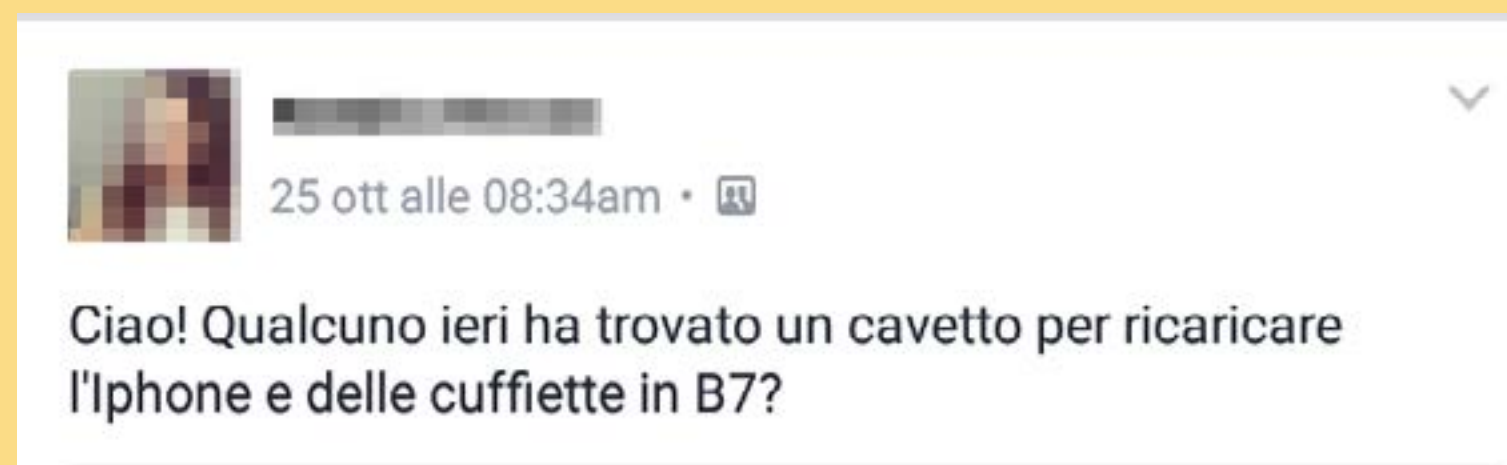 25 ott alle 08:34am •
Ciao! Qualcuno ieri ha trovato un cavetto per ricaricare
l'Iphone e delle cuffiette in B7?